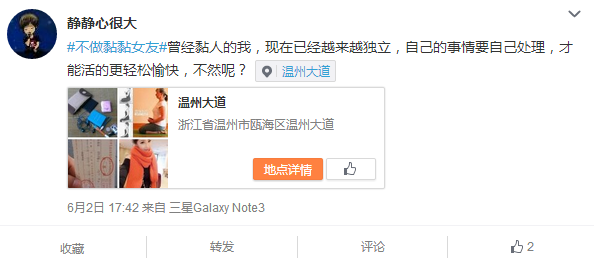 静静心很大
#不做黏黏女友#曾经黏人的我，现在已经越来越独立，自己的事情要自己处理，才
能活的更轻松愉快，不然呢？ 温州大道
温州大道
浙江省温州市瓯海区温州大道
地点详情
6月2日 17:42 来自 三星Galaxy Note3
收藏 转发 评论 2